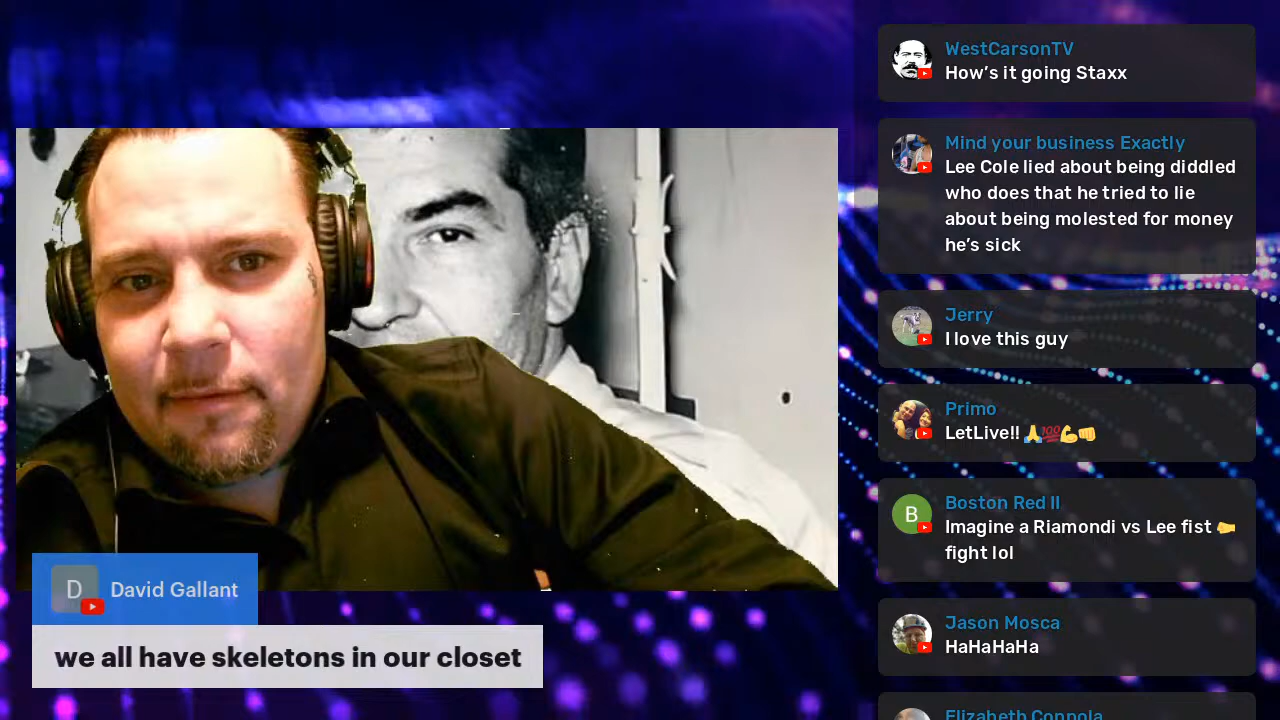 WestCarsonTV
How's it going Staxx
Mind your business Exactly
Lee Cole lied about being diddled
who does that he tried to lie
about being molested for money
he's sick
Jerry
I love this guy
Primo
LetLive!! 🙏💯💪👊
Boston Red II
B
Imagine a Riamondi vs Lee fist 🤛
fight lol
Jason Mosca
HaHaHaHa
Elizabeth Coppola
D
David Gallant
we all have skeletons in our closet